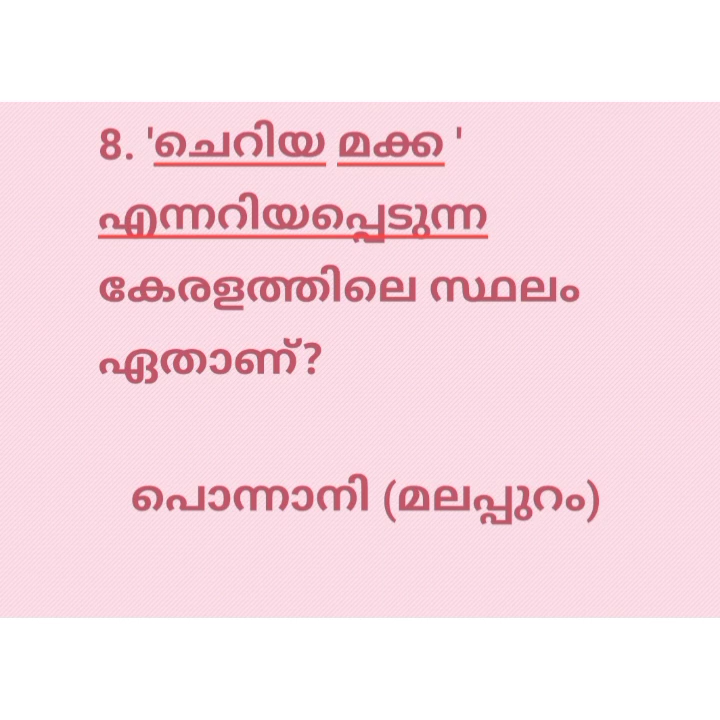 8. 'ചെറിയ മക്ക '
എന്നറിയപ്പെടുന്ന
കേരളത്തിലെ സ്ഥലം
ഏതാണ്?
പൊന്നാനി (മലപ്പുറം)